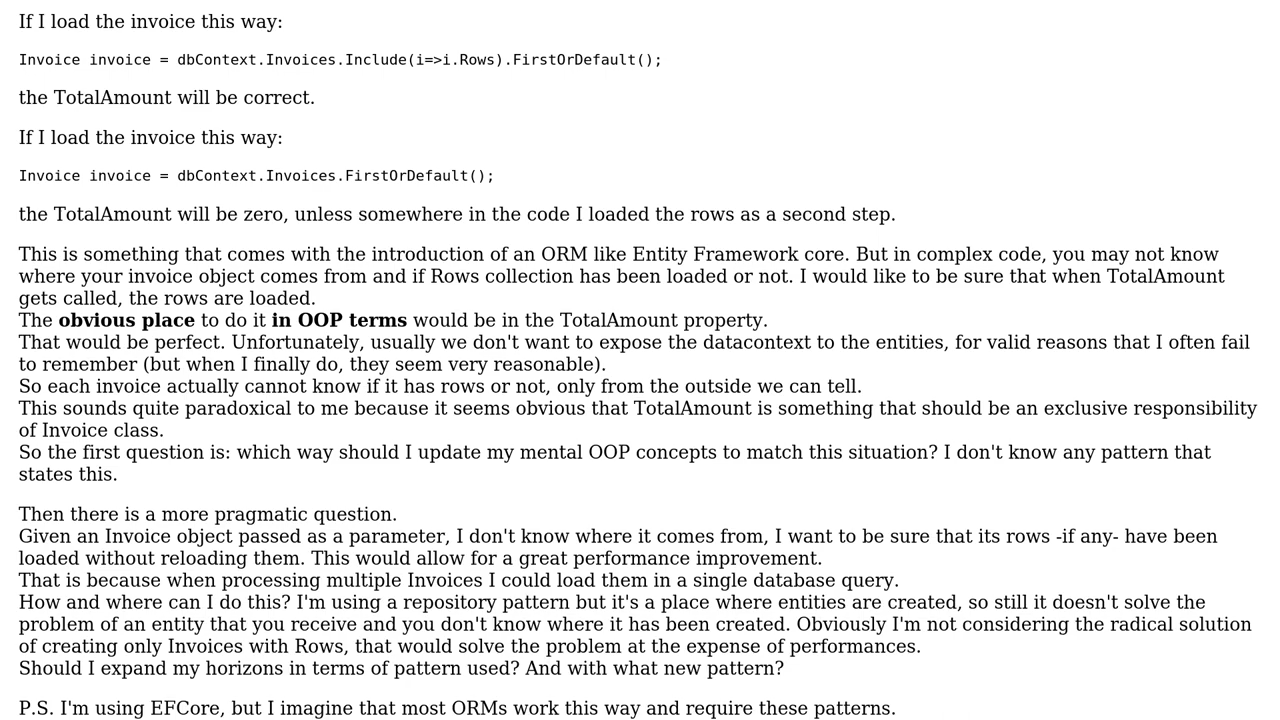 If I load the invoice this way:
Invoice invoice = dbContext.Invoices.Include(i=>i.Rows).FirstOrDefault();
the TotalAmount will be correct.
If I load the invoice this way:
Invoice invoice = dbContext.Invoices.FirstOrDefault();
the TotalAmount will be zero, unless somewhere in the code I loaded the rows as a second step.
This is something that comes with the introduction of an ORM like Entity Framework core. But in complex code, you may not know
where your invoice object comes from and if Rows collection has been loaded or not. I would like to be sure that when TotalAmount
gets called, the rows are loaded.
The obvious place to do it in OOP terms would be in the TotalAmount property.
That would be perfect. Unfortunately, usually we don't want to expose the datacontext to the entities, for valid reasons that I often fail
to remember (but when I finally do, they seem very reasonable).
So each invoice actually cannot know if it has rows or not, only from the outside we can tell.
This sounds quite paradoxical to me because it seems obvious that TotalAmount is something that should be an exclusive responsibility
of Invoice class.
So the first question is: which way should I update my mental OOP concepts to match this situation? I don't know any pattern that
states this.
Then there is a more pragmatic question.
Given an Invoice object passed as a parameter, I don't know where it comes from, I want to be sure that its rows -if any- have been
loaded without reloading them. This would allow for a great performance improvement.
That is because when processing multiple Invoices I could load them in a single database query.
How and where can I do this? I'm using a repository pattern but it's a place where entities are created, so still it doesn't solve the
problem of an entity that you receive and you don't know where it has been created. Obviously I'm not considering the radical solution
of creating only Invoices with Rows, that would solve the problem at the expense of performances.
Should I expand my horizons in terms of pattern used? And with what new pattern?
P.S. I'm using EFCore, but I imagine that most ORMs work this way and require these patterns.